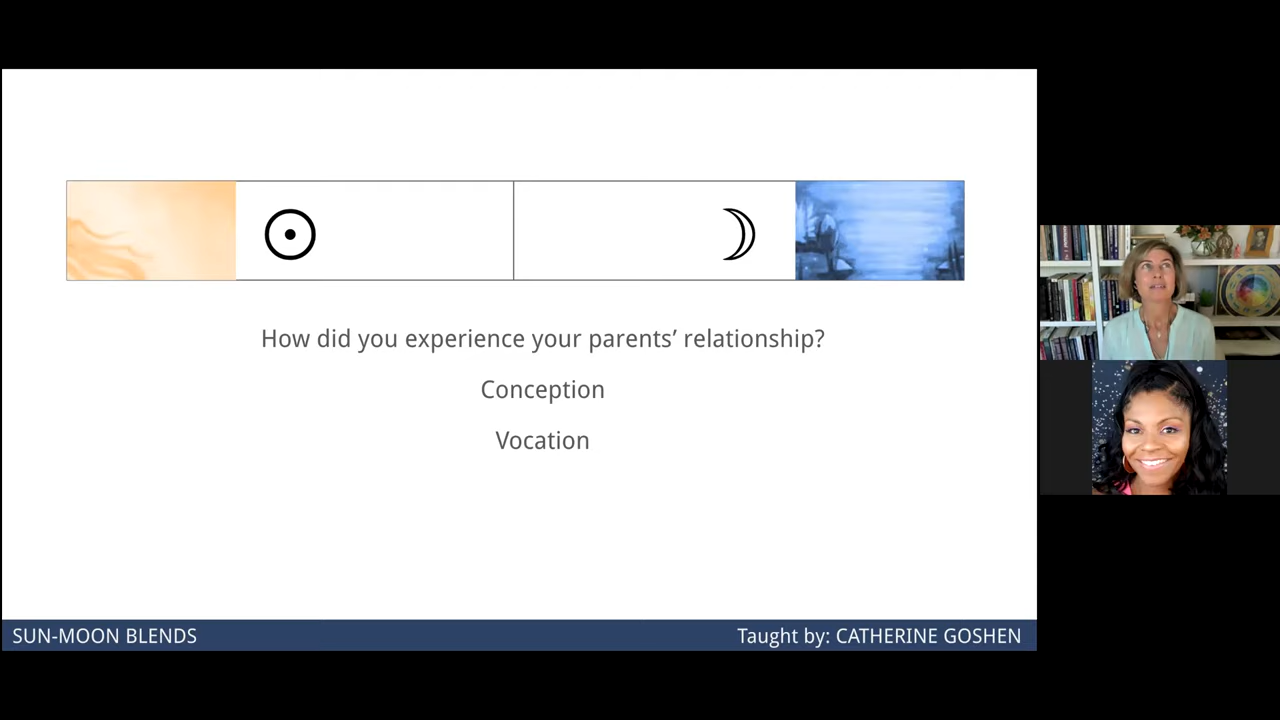 How did you experience your parents’ relationship?
Conception
Vocation
SUN-MOON BLENDS
Taught by: CATHERINE GOSHEN